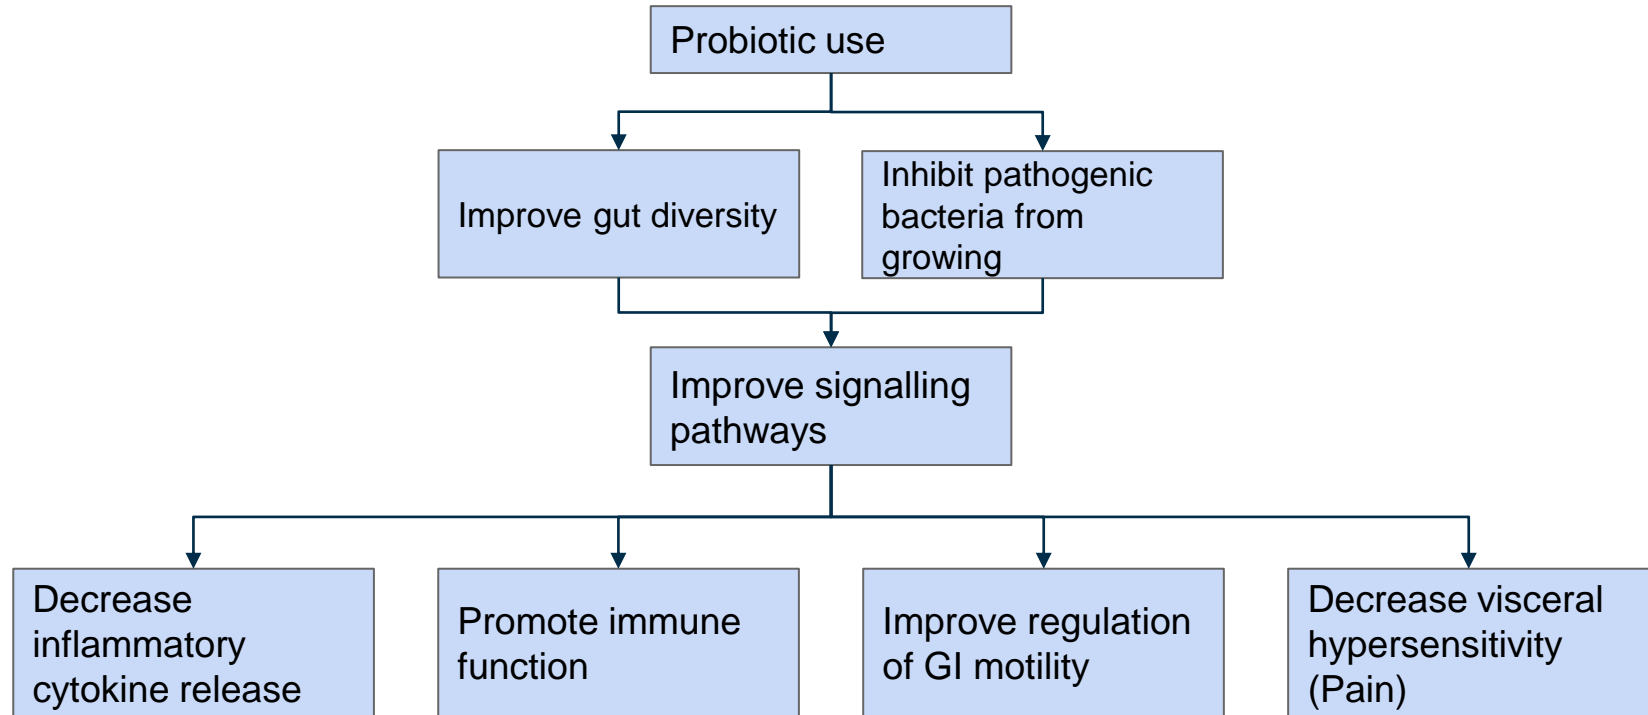 Probiotic use
Improve gut diversity
Inhibit pathogenic
bacteria from
growing
Improve signalling
pathways
Decrease
inflammatory
cytokine release
Promote immune
function
Improve regulation
of GI motility
Decrease visceral
hypersensitivity
(Pain)